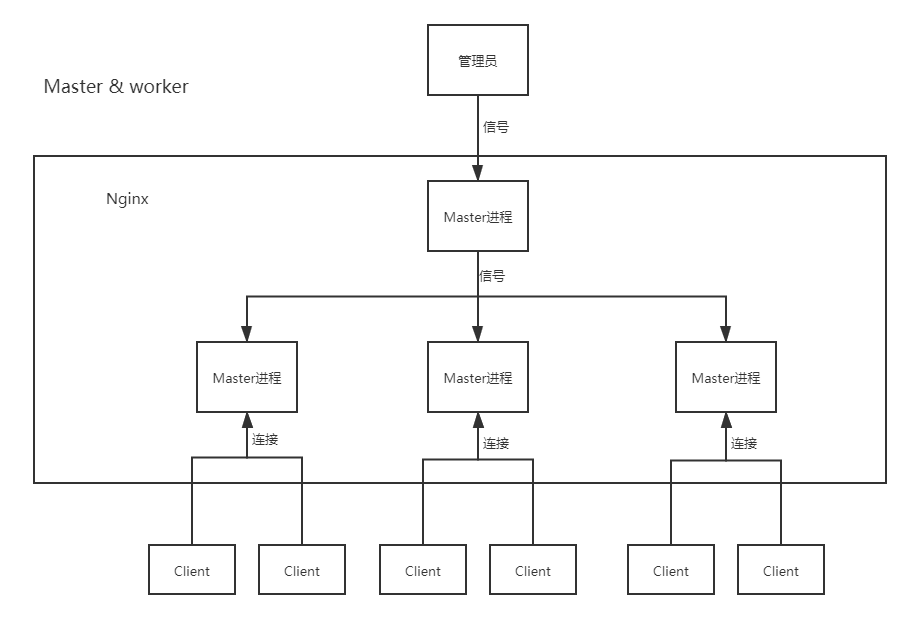 管理员
Master & worker
信号
Nginx
Master进程
信号
Master进程
Master进程
Master进程
连接
连接
连接
Client
Client
Client
Client
Client
Client